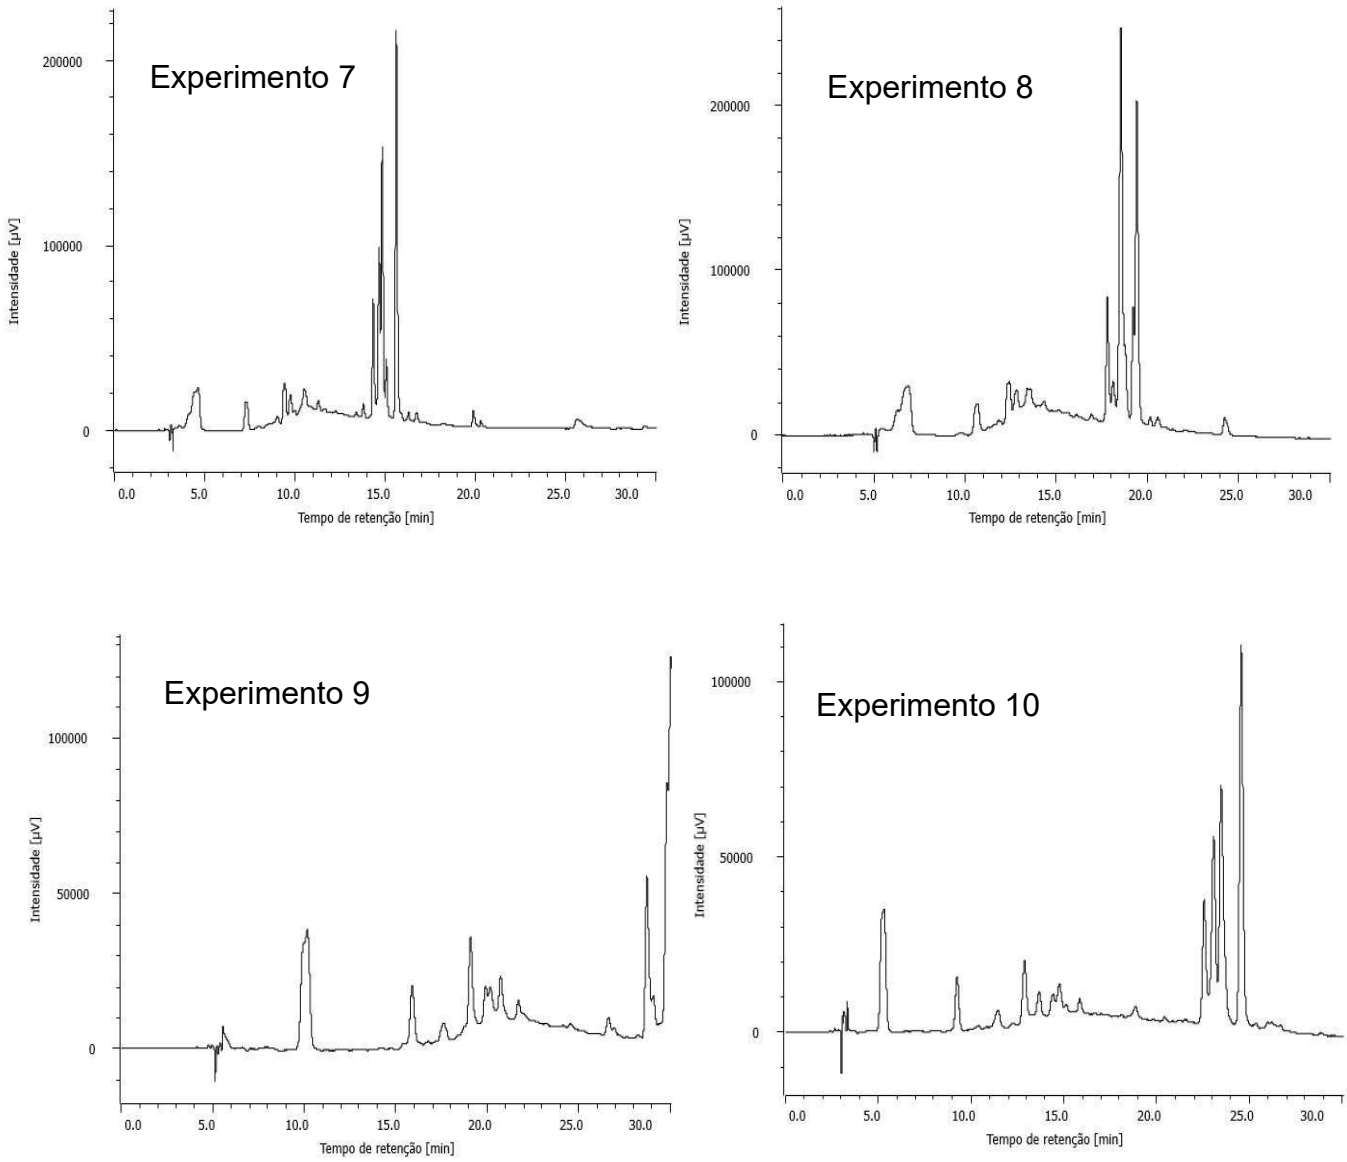 Experimento 7
200000
100000
0
Intensidade [µV]
0.0 5.0 10.0 15.0 20.0 25.0 30.0
Tempo de retenção [min]
Experimento 8
200000
100000
0
Intensidade [µV]
0.0 5.0 10.0 15.0 20.0 25.0 30.0
Tempo de retenção [min]
Experimento 9
100000
50000
0
Intensidade [µV]
0.0 5.0 10.0 15.0 20.0 25.0 30.0
Tempo de retenção [min]
Experimento 10
100000
50000
0
Intensidade [µV]
0.0 5.0 10.0 15.0 20.0 25.0 30.0
Tempo de retenção [min]